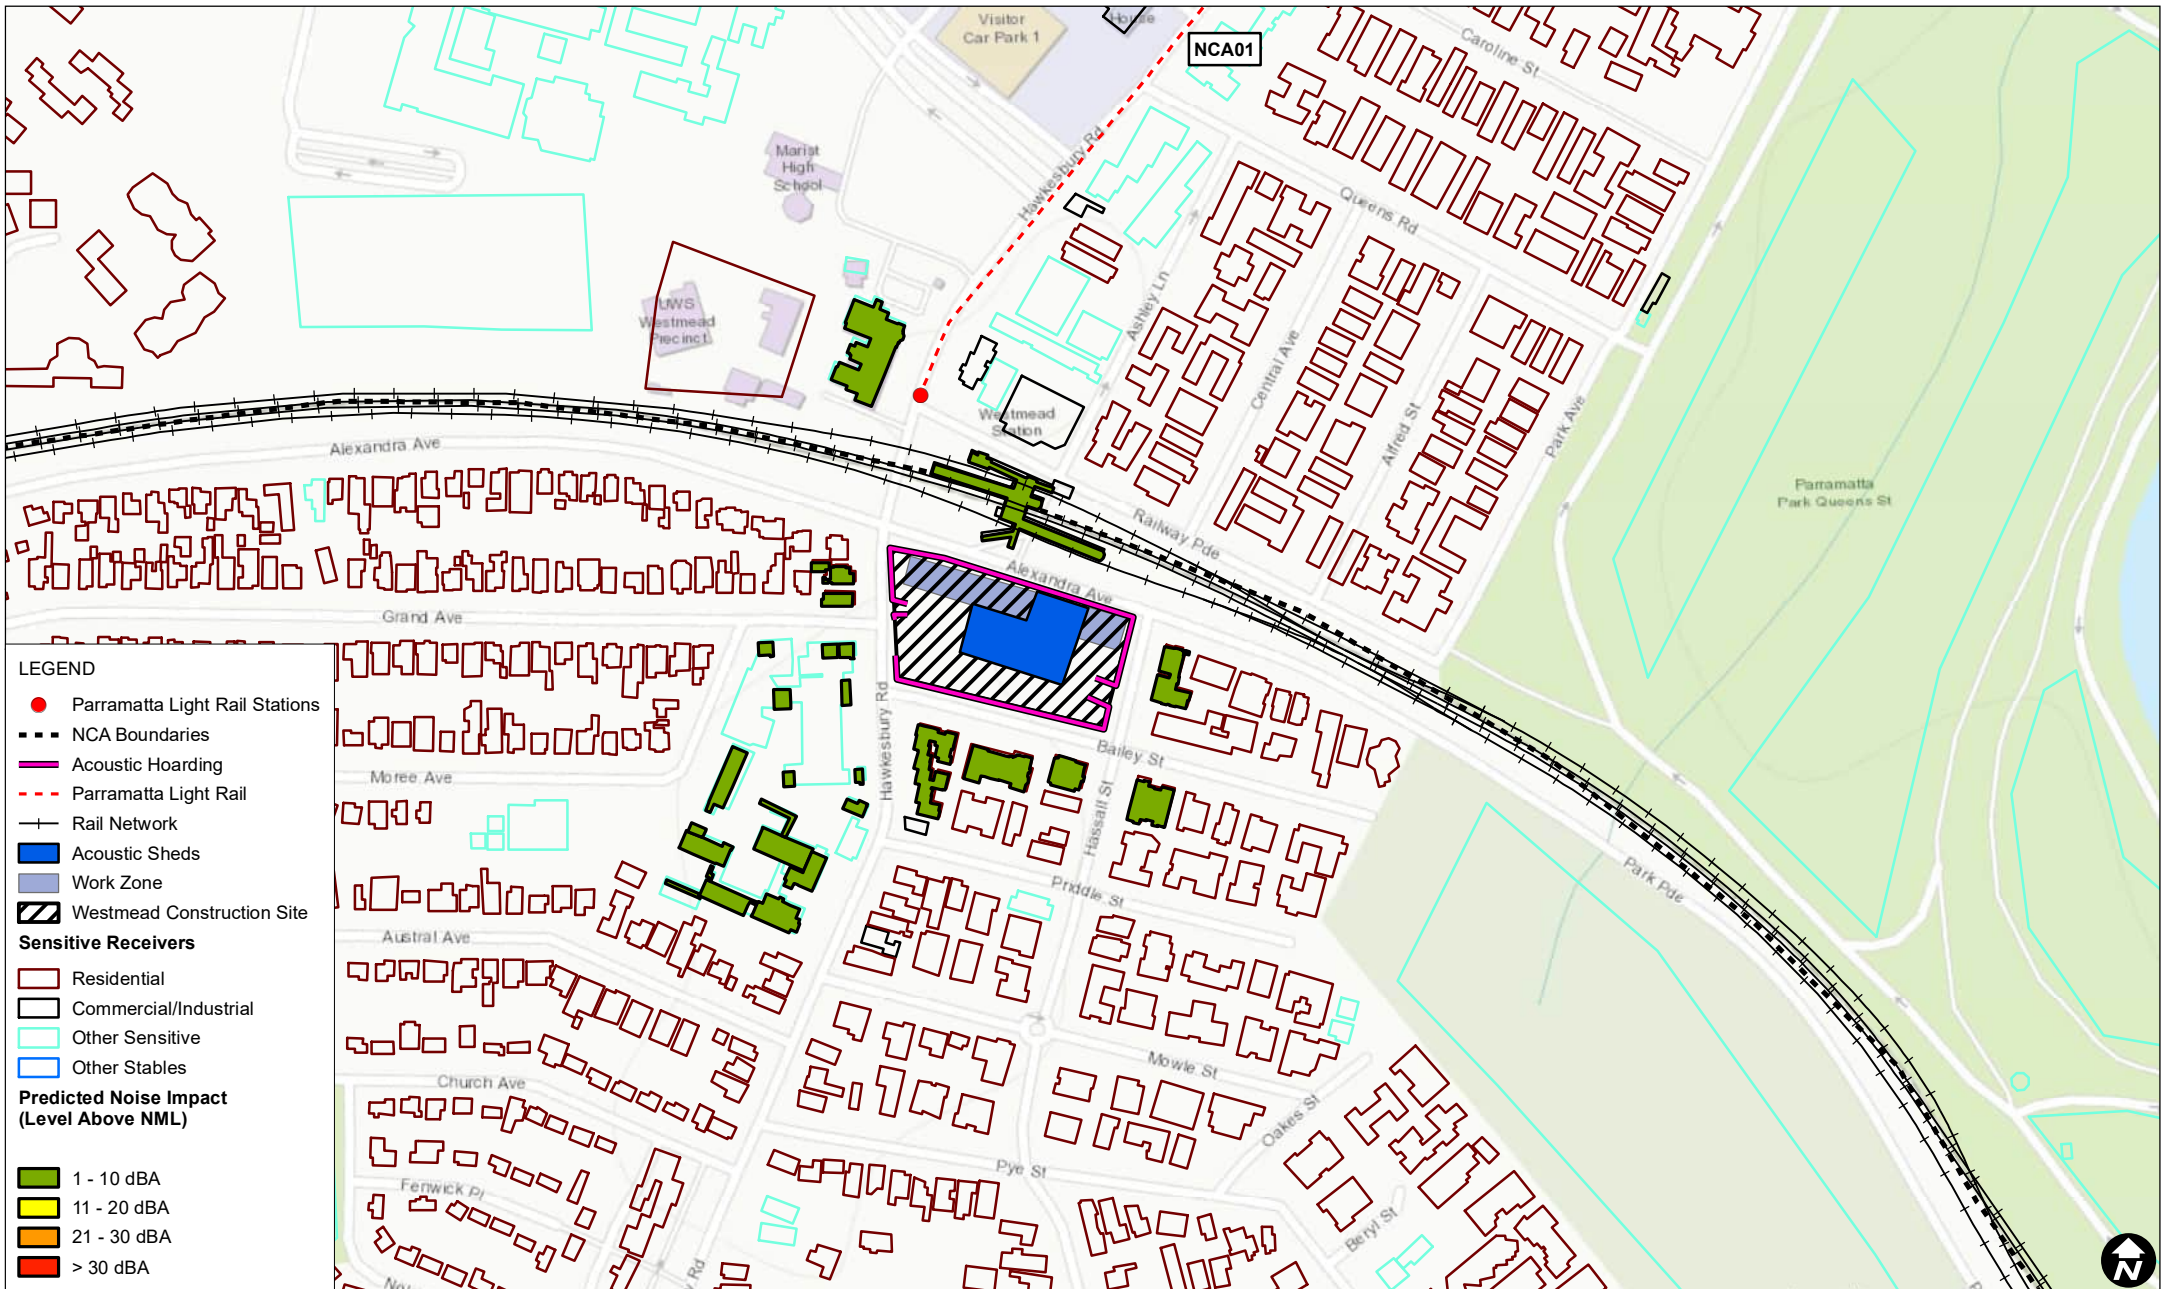 Visitor
Car Park 1
House
NCA01
Caroline St
Hawkesbury Rd
Marist
High
School
Queens Rd
UWS
Westmead
Precinct
Ashley Ln
Central Ave
Westmead
Station
Alfred St
Park Ave
Alexandra Ave
Parramatta
Park Queens St
Railway Pde
Alexandra Ave
Grand Ave
Hawkesbury Rd
Moree Ave
Bailey St
Hassall St
Priddle St
Park Pde
Austral Ave
Mowle St
Church Ave
Oakes St
Pye St
Fenwick Pl
Beryl St
LEGEND
Parramatta Light Rail Stations
NCA Boundaries
Acoustic Hoarding
Parramatta Light Rail
Rail Network
Acoustic Sheds
Work Zone
Westmead Construction Site
Sensitive Receivers
Residential
Commercial/Industrial
Other Sensitive
Other Stables
Predicted Noise Impact
(Level Above NML)
1 - 10 dBA
11 - 20 dBA
21 - 30 dBA
> 30 dBA
N